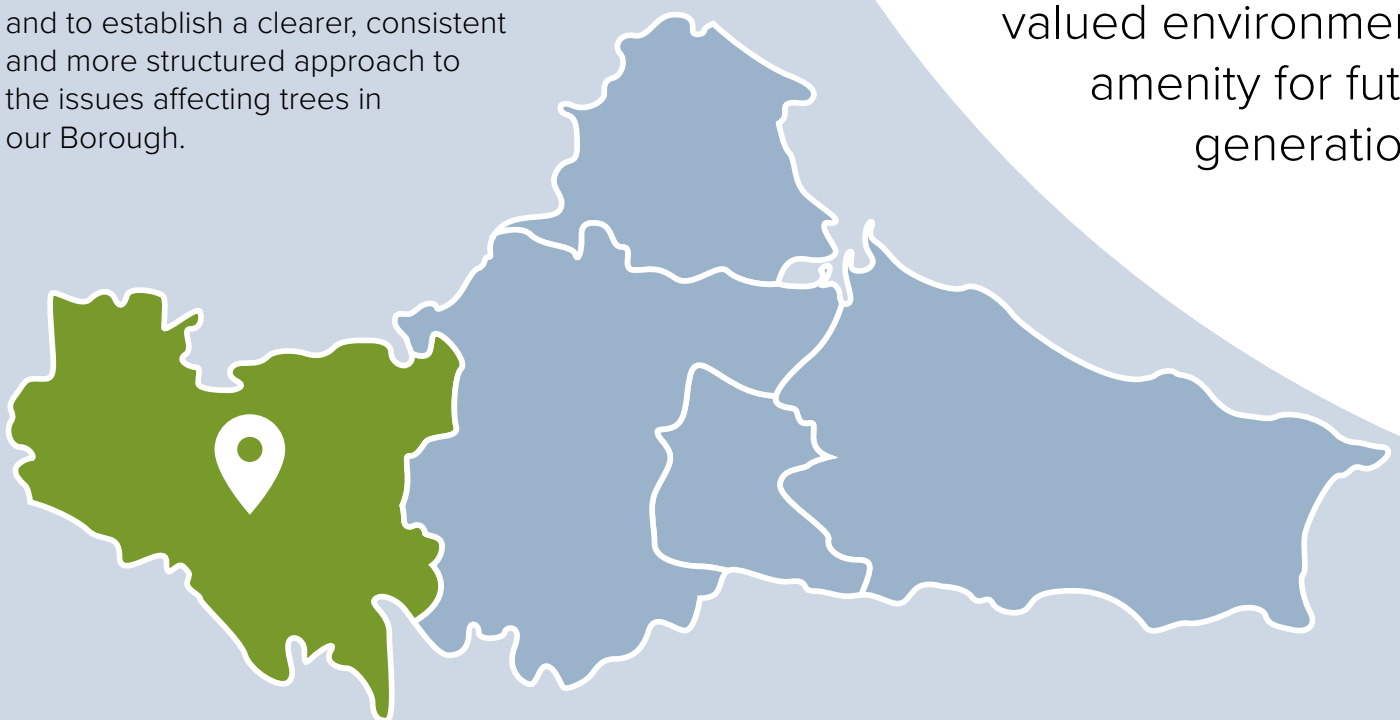 and to establish a clearer, consistent
and more structured approach to
the issues affecting trees in
our Borough.
valued environme
amenity for fut
generatio